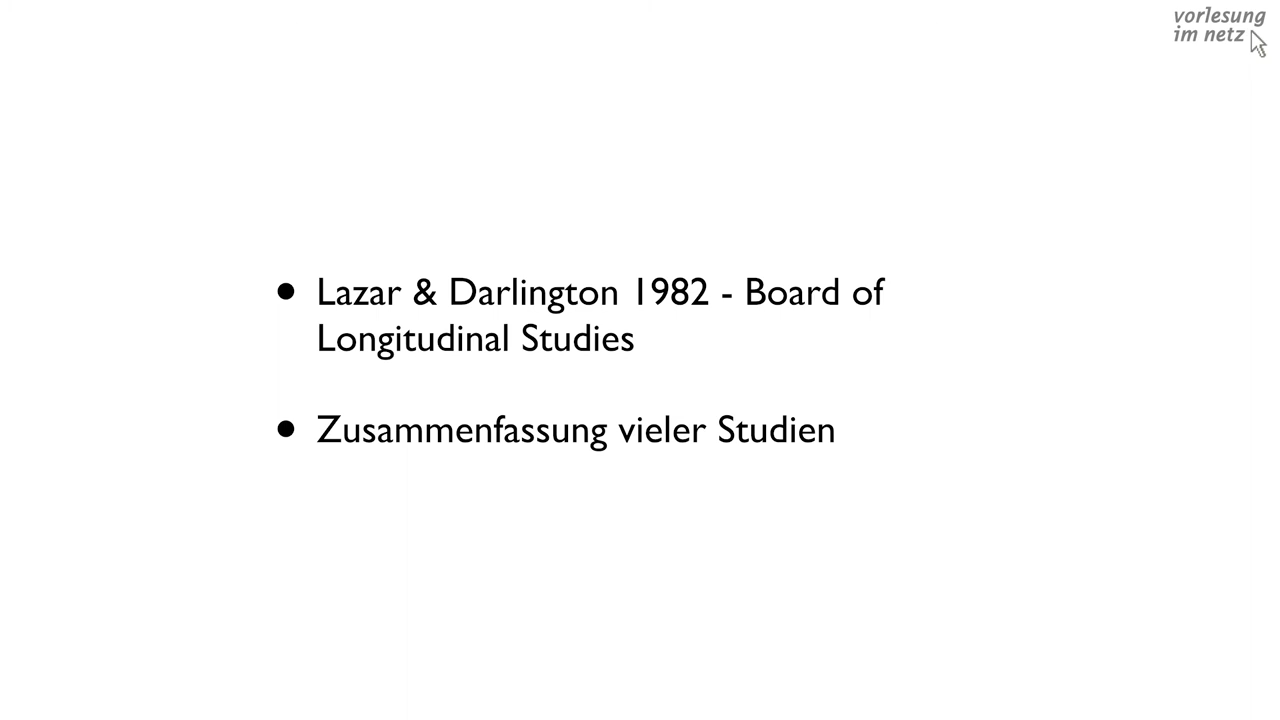 vorlesung
im netz
• Lazar & Darlington 1982 - Board of
Longitudinal Studies
• Zusammenfassung vieler Studien